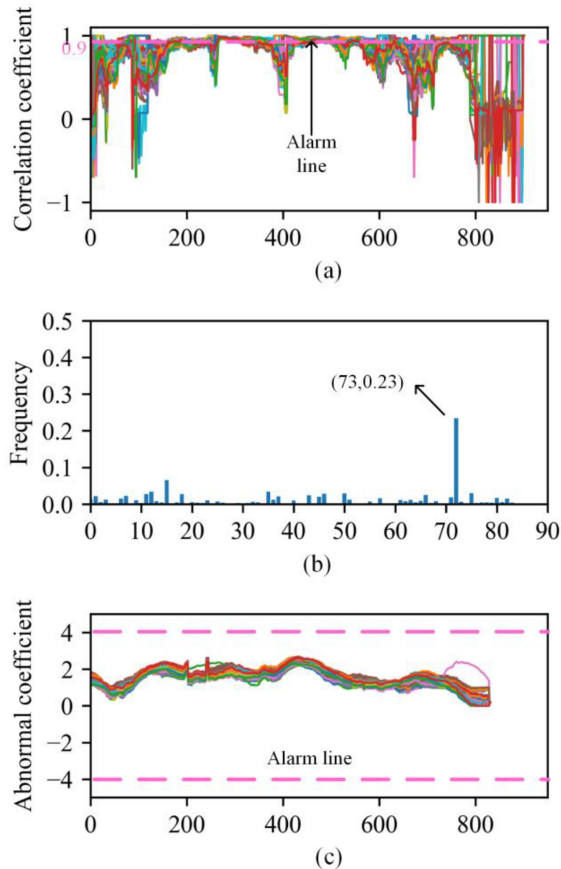 1
0.9
0
−1
Correlation coefficient
Alarm
line
0 200 400 600 800
(a)
0.5
0.4
0.3
0.2
0.1
0.0
Frequency
(73,0.23)
0 10 20 30 40 50 60 70 80 90
(b)
4
2
0
−2
−4
Abnormal coefficient
Alarm line
0 200 400 600 800
(c)